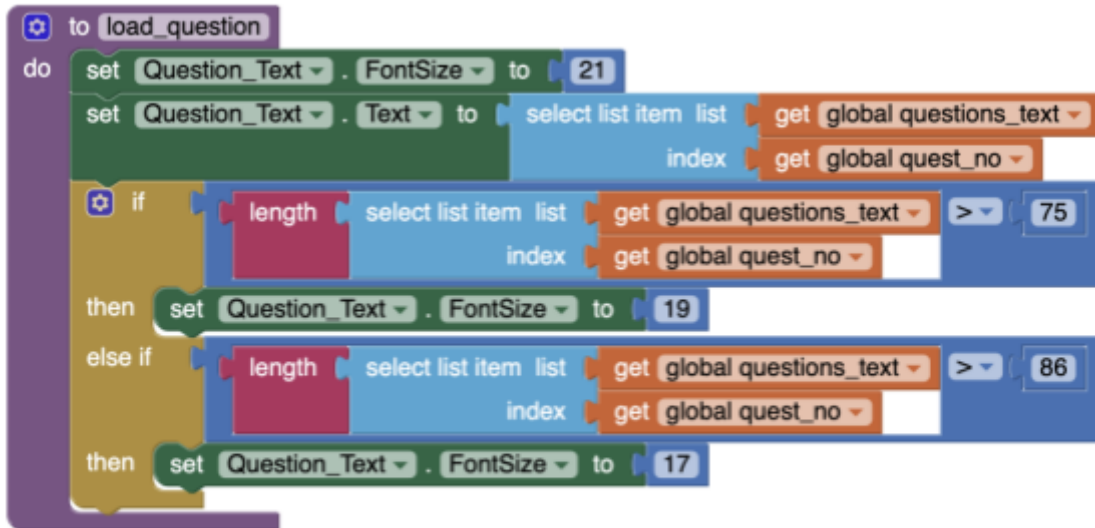 to load_question
do set Question_Text . FontSize to 21
set Question_Text . Text to select list item list get global questions_text
index get global quest_no
if length select list item list get global questions_text > 75
index get global quest_no
then set Question_Text . FontSize to 19
else if length select list item list get global questions_text > 86
index get global quest_no
then set Question_Text . FontSize to 17